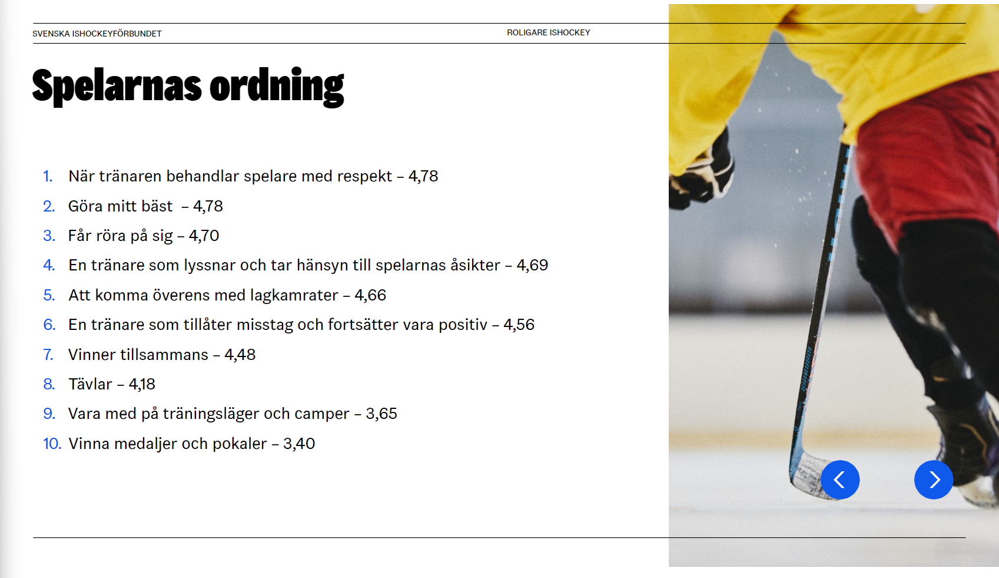 SVENSKA ISHOCKEYFÖRBUNDET
ROLIGARE ISHOCKEY
Spelarnas ordning
1. När tränaren behandlar spelare med respekt – 4,78
2. Göra mitt bäst – 4,78
3. Får röra på sig – 4,70
4. En tränare som lyssnar och tar hänsyn till spelarnas åsikter – 4,69
5. Att komma överens med lagkamrater – 4,66
6. En tränare som tillåter misstag och fortsätter vara positiv – 4,56
7. Vinner tillsammans – 4,48
8. Tävlar – 4,18
9. Vara med på träningsläger och camper – 3,65
10. Vinna medaljer och pokaler – 3,40
WARRIOR